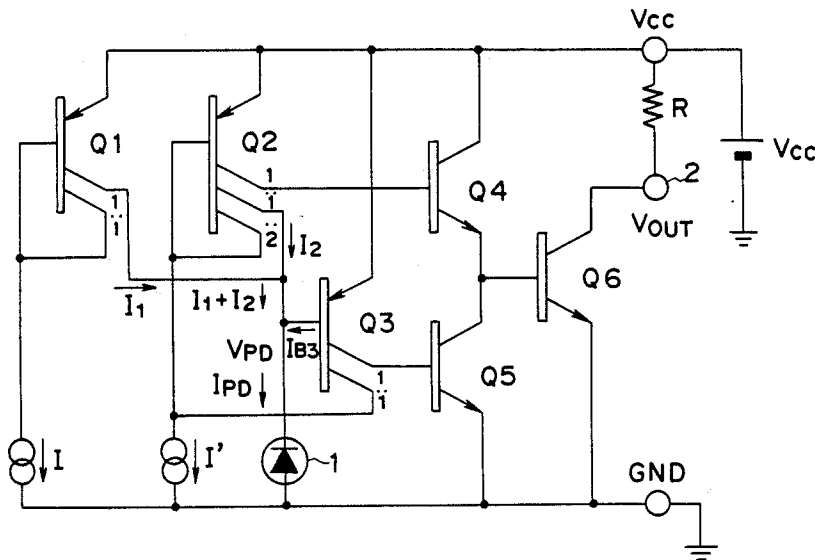 Vcc
Q1
Q2
R
Vcc
1
:
1
1
:
1
:
2
Q4
2
VOUT
I2
I1
I1+I2
Q3
Q6
VPD
IB3
IPD
1
:
1
Q5
I
I'
1
GND